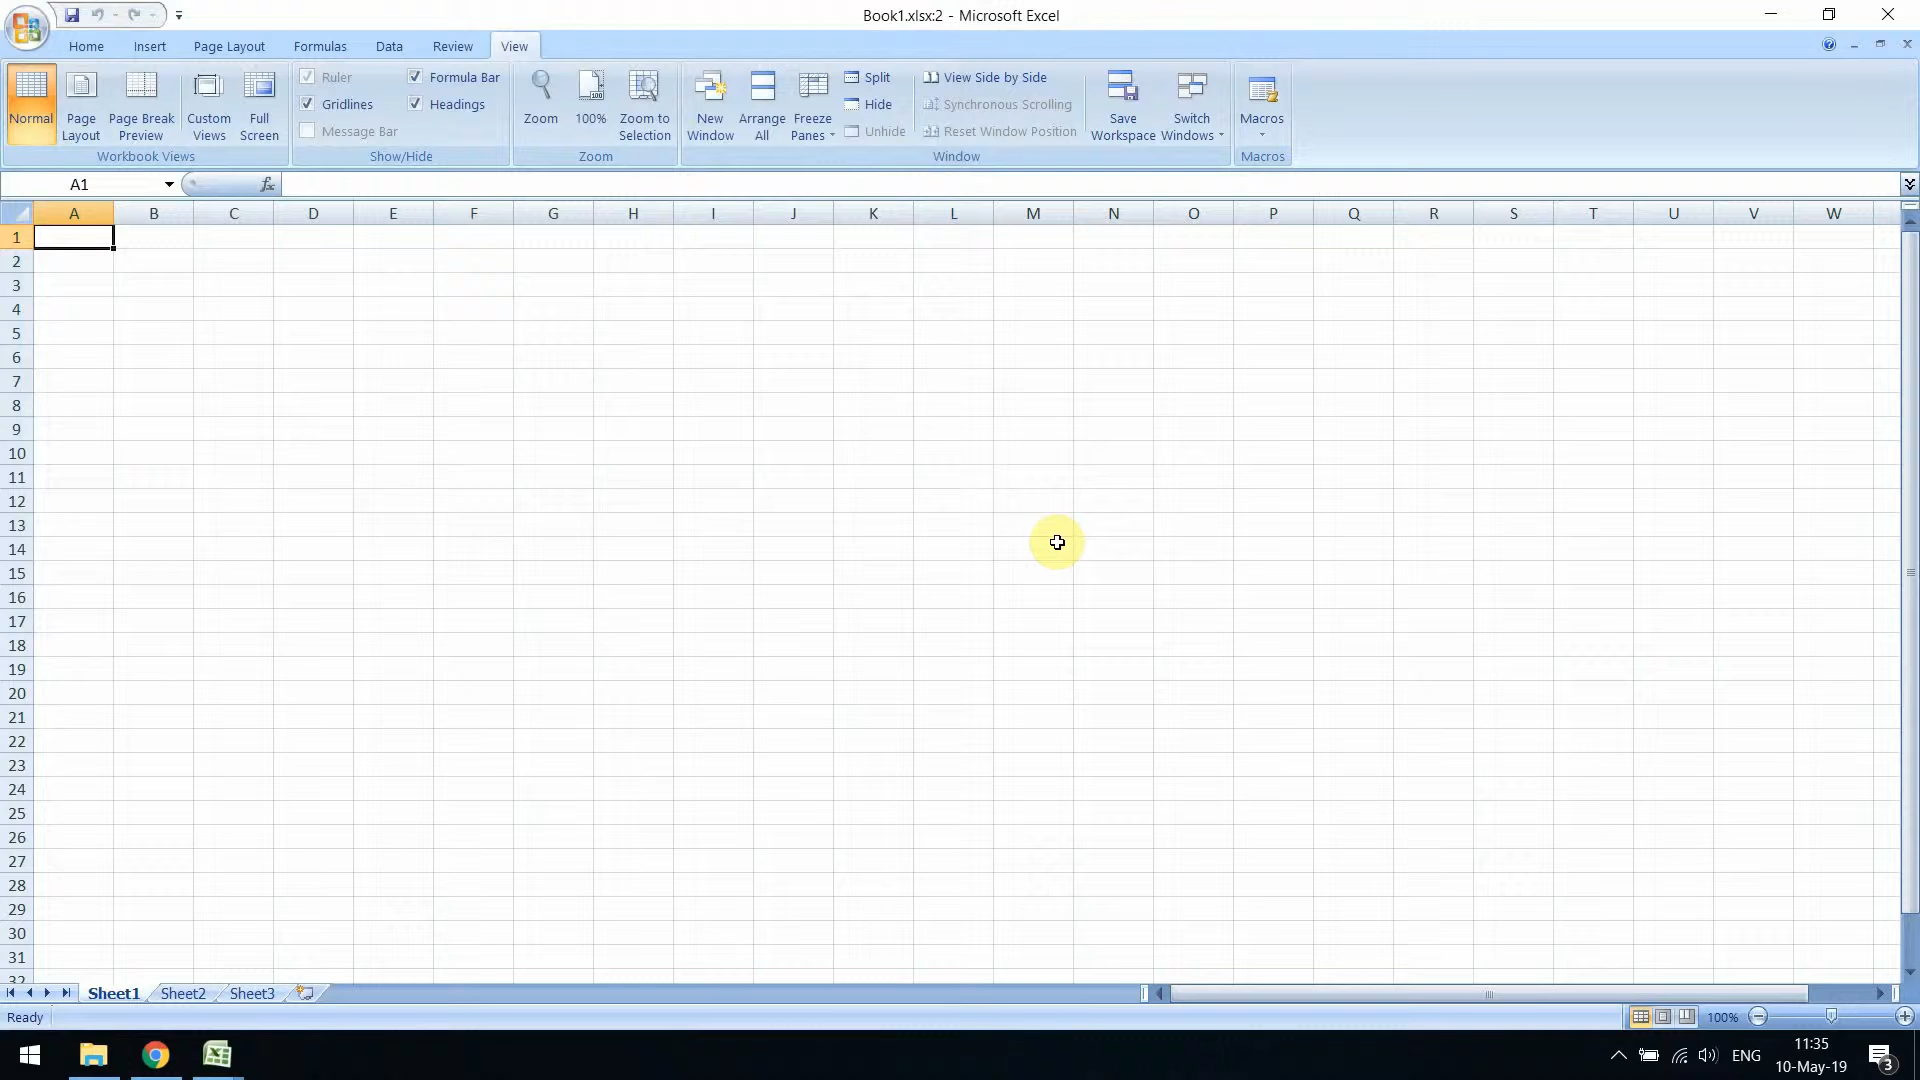 Book1.xlsx:2 - Microsoft Excel
Home Insert Page Layout Formulas Data Review View
Normal
Page Layout
Page Break Preview
Custom Views
Full Screen
Workbook Views
Ruler
Formula Bar
Gridlines
Headings
Message Bar
Show/Hide
Zoom
100%
Zoom to Selection
Zoom
New Window
Arrange All
Freeze Panes
Split
Hide
Unhide
View Side by Side
Synchronous Scrolling
Reset Window Position
Save Workspace
Switch Windows
Window
Macros
Macros
A1 fx
A B C D E F G H I J K L M N O P Q R S T U V W
1
2
3
4
5
6
7
8
9
10
11
12
13
14
15
16
17
18
19
20
21
22
23
24
25
26
27
28
29
30
31
32
Sheet1 Sheet2 Sheet3
Ready 100%
ENG 11:35
10-May-19 3